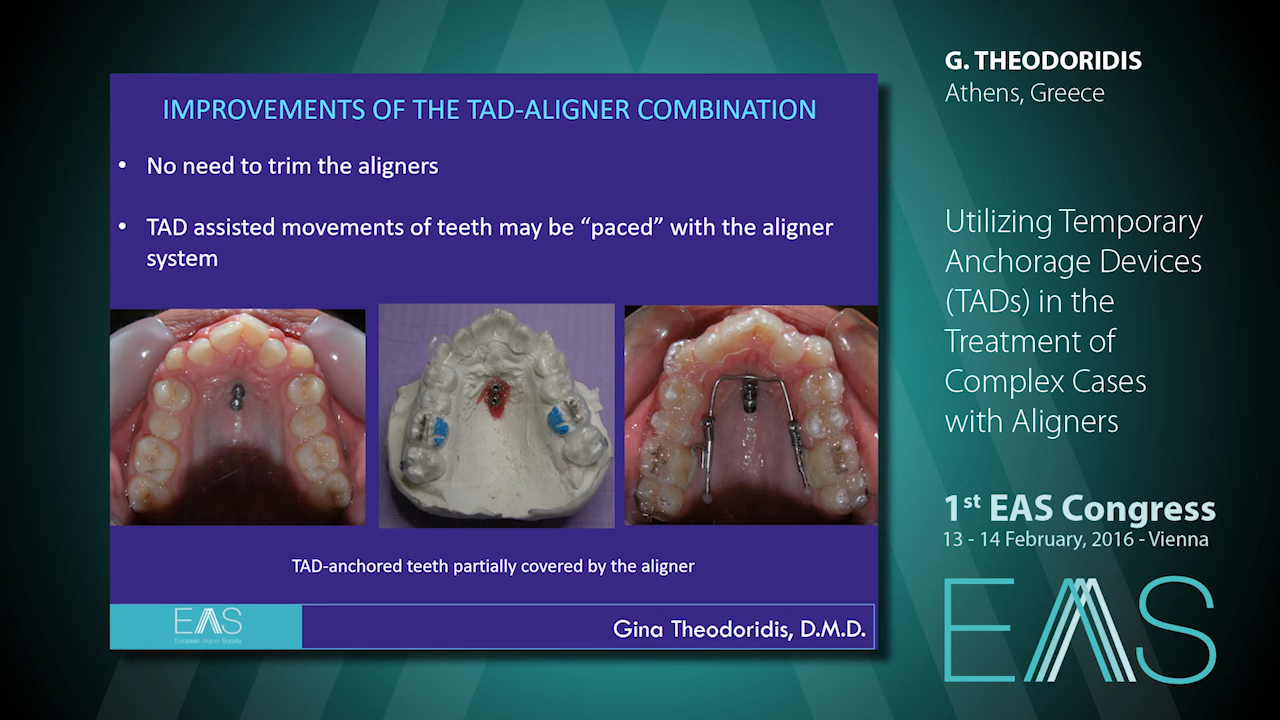 IMPROVEMENTS OF THE TAD-ALIGNER COMBINATION
• No need to trim the aligners
• TAD assisted movements of teeth may be “paced” with the aligner
system
TAD-anchored teeth partially covered by the aligner
EAS
European Aligner Society
Gina Theodoridis, D.M.D.
G. THEODORIDIS
Athens, Greece
Utilizing Temporary
Anchorage Devices
(TADs) in the
Treatment of
Complex Cases
with Aligners
1st EAS Congress
13 - 14 February, 2016 - Vienna
EAS